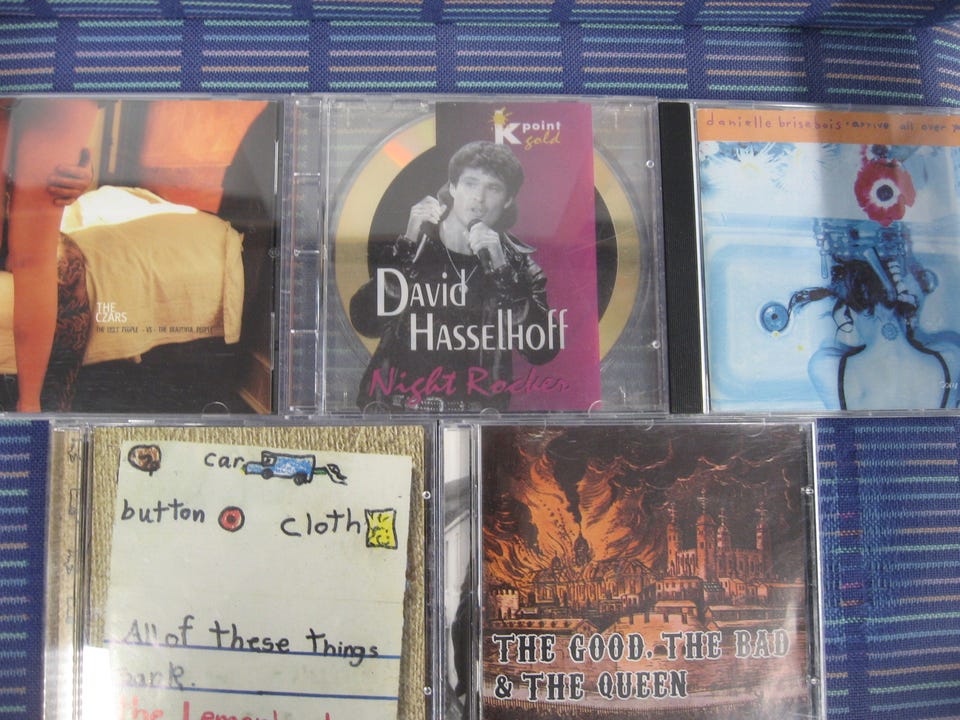 THE
CZARS
THE UGLY PEOPLE - VS - THE BEAUTIFUL PEOPLE
K point
gold
DAVID
HASSELHOFF
Night Rocker
danielle brisebois • arrive all over
car
button
cloth
All of these things
THE GOOD, THE BAD
& THE QUEEN